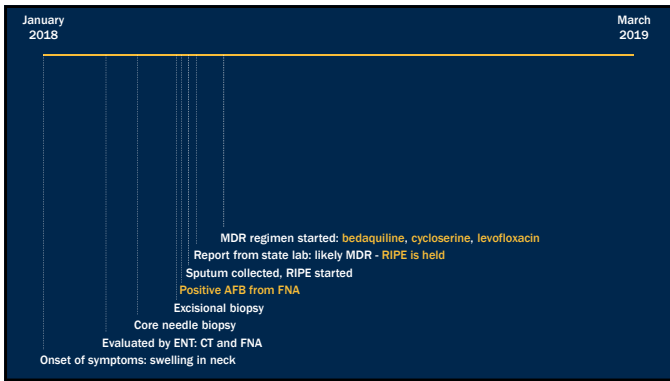 January
2018
March
2019
MDR regimen started: bedaquiline, cycloserine, levofloxacin
Report from state lab: likely MDR - RIPE is held
Sputum collected, RIPE started
Positive AFB from FNA
Excisional biopsy
Core needle biopsy
Evaluated by ENT: CT and FNA
Onset of symptoms: swelling in neck